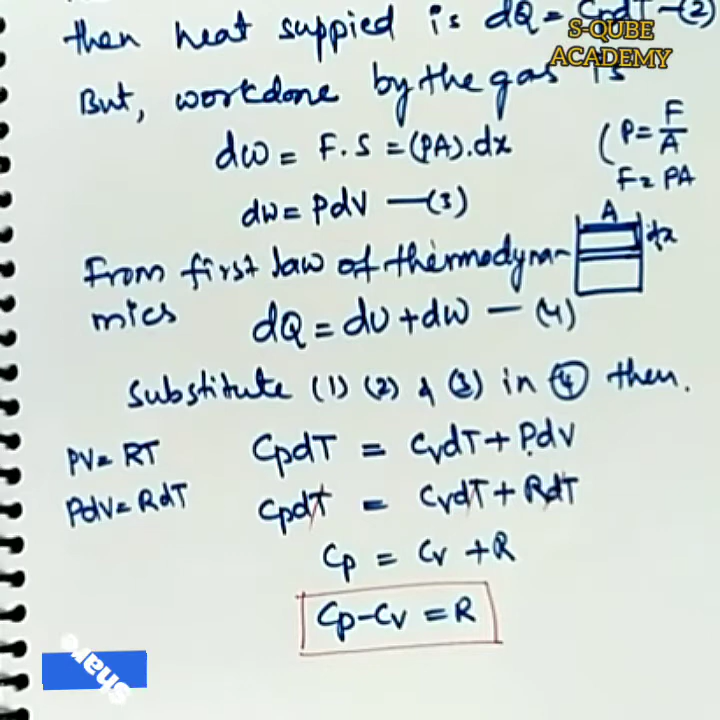 then heat suppied is dQ = CpdT -(2)
S-QUBE
ACADEMY
But, workdone by the gas is
dw = F.S = (PA).dx
(P = F/A
F = PA
dw = PdV —(3)
A
dx
From first law of thermodyna-
mics
dQ = dU + dW — (4)
Substitute (1) (2) & (3) in ④ then.
PV = RT
CpdT = CvdT + PdV
PdV = RdT
CpdT = CvdT + RdT
Cp = Cv + R
Cp - Cv = R
share